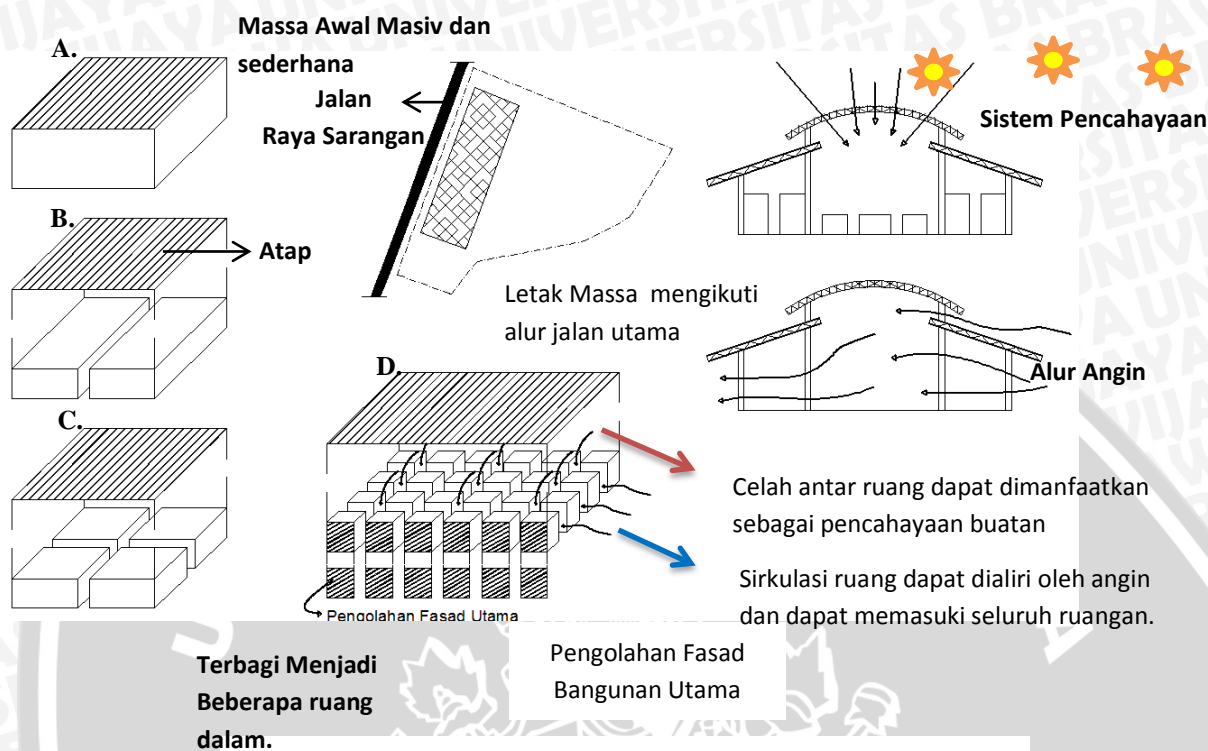 Massa Awal Masiv dan
sederhana
A.
Jalan
Raya Sarangan
Sistem Pencahayaan
B.
Atap
Letak Massa mengikuti
alur jalan utama
Alur Angin
C.
D.
Celah antar ruang dapat dimanfaatkan
sebagai pencahayaan buatan
Sirkulasi ruang dapat dialiri oleh angin
dan dapat memasuki seluruh ruangan.
Pengolahan Fasad Utama
Pengolahan Fasad
Bangunan Utama
Terbagi Menjadi
Beberapa ruang
dalam.